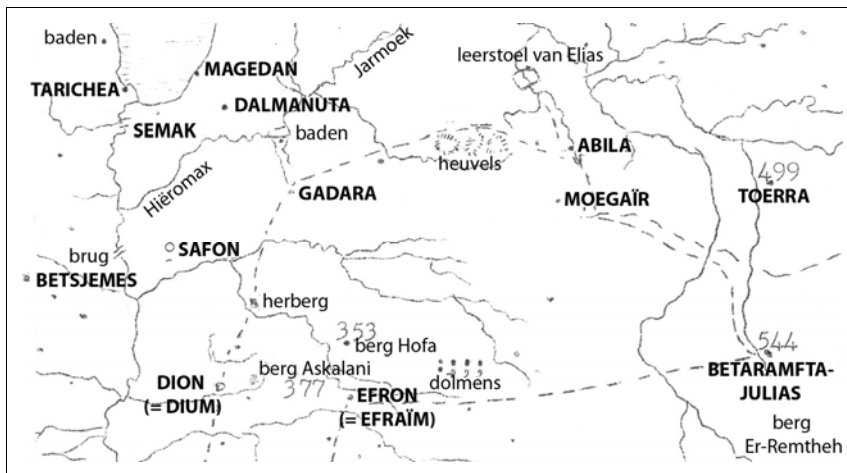 baden
leerstoel van Elias
Jarmoek
MAGEDAN
TARICHEA
DALMANUTA
SEMAK
baden
ABILA
heuvels
499
Hiëromax
GADARA
MOEGAÏR
TOERRA
brug
SAFON
BETSJEMES
herberg
353
berg Hofa
544
berg Askalani
DION
377
dolmens
BETARAMFTA-
(= DIUM)
EFRON
JULIAS
(= EFRAÏM)
berg
Er-Remtheh